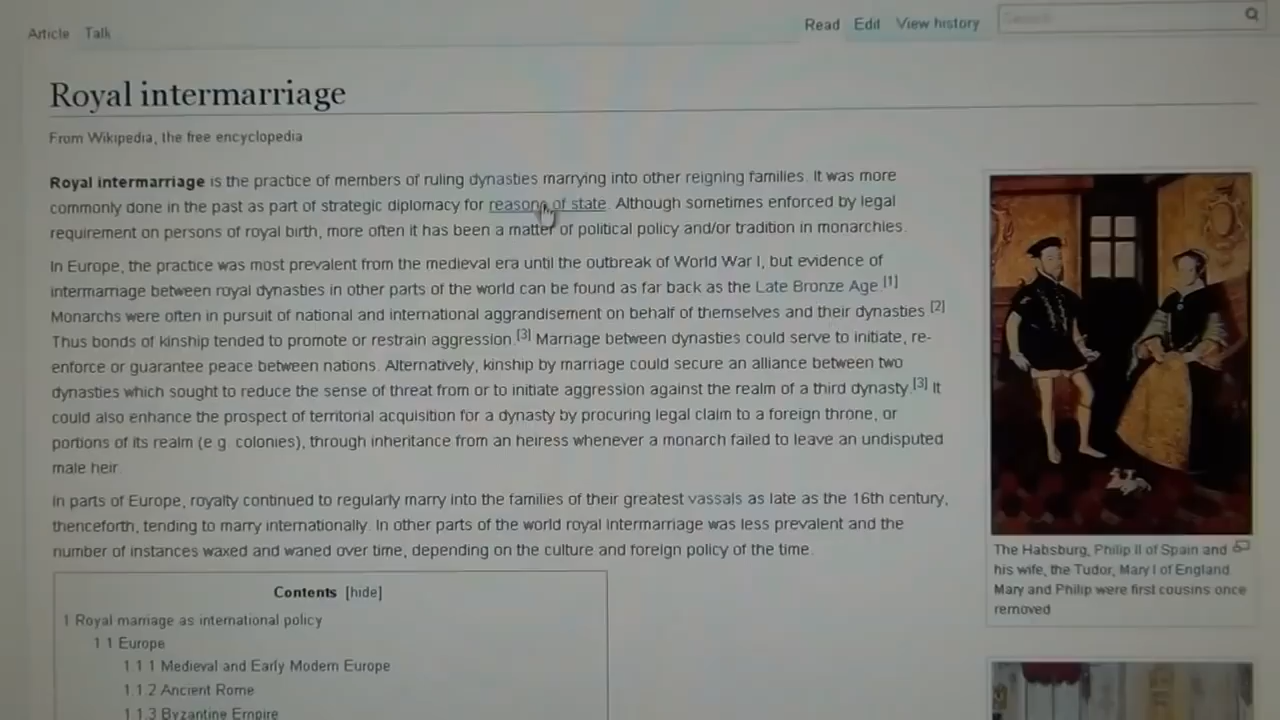 Article Talk
Read Edit View history
Royal intermarriage
From Wikipedia, the free encyclopedia
Royal intermarriage is the practice of members of ruling dynasties marrying into other reigning families. It was more
commonly done in the past as part of strategic diplomacy for reasons of state. Although sometimes enforced by legal
requirement on persons of royal birth, more often it has been a matter of political policy and/or tradition in monarchies.
In Europe, the practice was most prevalent from the medieval era until the outbreak of World War I, but evidence of
intermarriage between royal dynasties in other parts of the world can be found as far back as the Late Bronze Age.[1]
Monarchs were often in pursuit of national and international aggrandisement on behalf of themselves and their dynasties [2]
Thus bonds of kinship tended to promote or restrain aggression.[3] Marriage between dynasties could serve to initiate, re-
enforce or guarantee peace between nations. Alternatively, kinship by marriage could secure an alliance between two
dynasties which sought to reduce the sense of threat from or to initiate aggression against the realm of a third dynasty.[3] It
could also enhance the prospect of territorial acquisition for a dynasty by procuring legal claim to a foreign throne, or
portions of its realm (e g colonies), through inheritance from an heiress whenever a monarch failed to leave an undisputed
male heir
In parts of Europe, royalty continued to regularly marry into the families of their greatest vassals as late as the 16th century,
thenceforth, tending to marry internationally. In other parts of the world royal intermarriage was less prevalent and the
number of instances waxed and waned over time, depending on the culture and foreign policy of the time.
The Habsburg, Philip II of Spain and
his wife, the Tudor, Mary I of England
Mary and Philip were first cousins once
removed
Contents [hide]
1 Royal marriage as international policy
1 1 Europe
1 1 1 Medieval and Early Modern Europe
1 1 2 Ancient Rome
1 1.3 Byzantine Empire